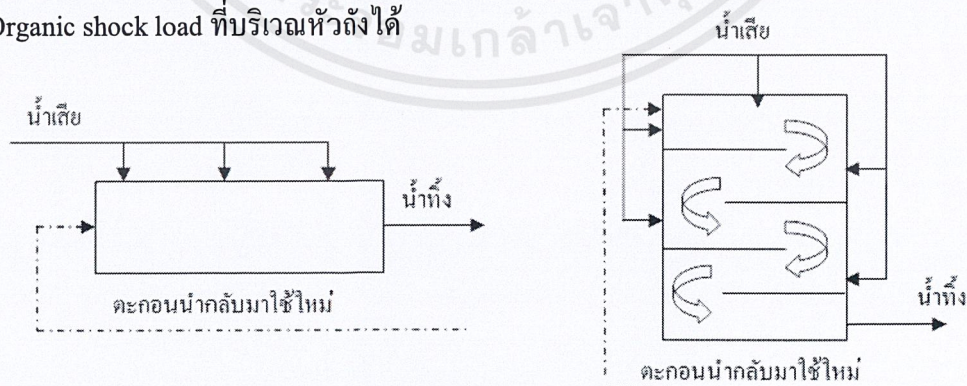 Organic shock load ที่บริเวณหัวถังได้
น้ำเสีย
น้ำเสีย
น้ำทิ้ง
ตะกอนนำกลับมาใช้ใหม่
น้ำทิ้ง
ตะกอนนำกลับมาใช้ใหม่